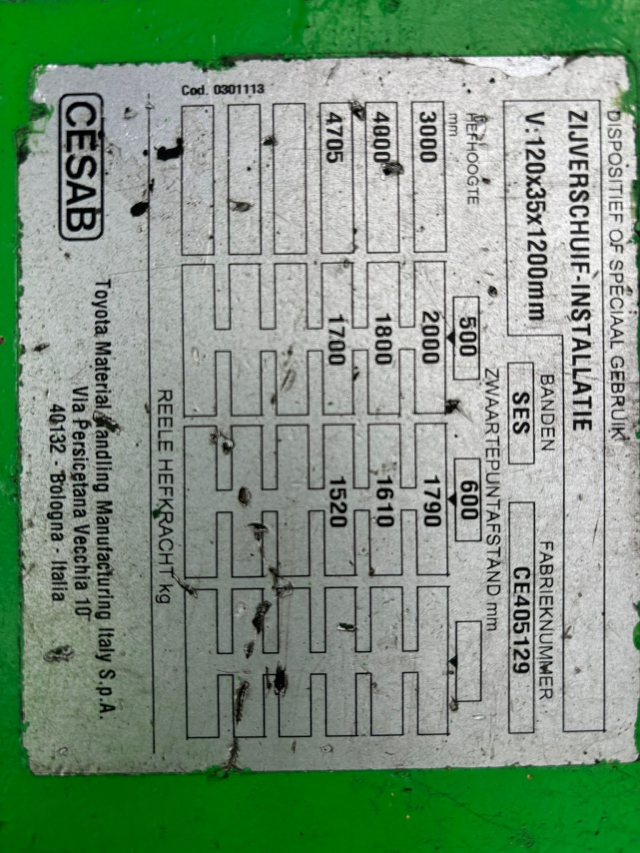 DISPOSITIEF OF SPECIAAL GEBRUIK
ZIJVERSCHUIF-INSTALLATIE
V: 120x35x1200mm
BANDEN
SES
FABRIEKNUMMER
CE405129
HEFHOOGTE
mm
ZWAARTEPUNTAFSTAND mm
500
600
3000 2000 1790
4000 1800 1610
4705 1700 1520
REELE HEFKRACHT kg
Cod. 0301113
CESAB
Toyota Material Handling Manufacturing Italy S.p.A.
Via Persicetana Vecchia 10
40132 - Bologna - Italia